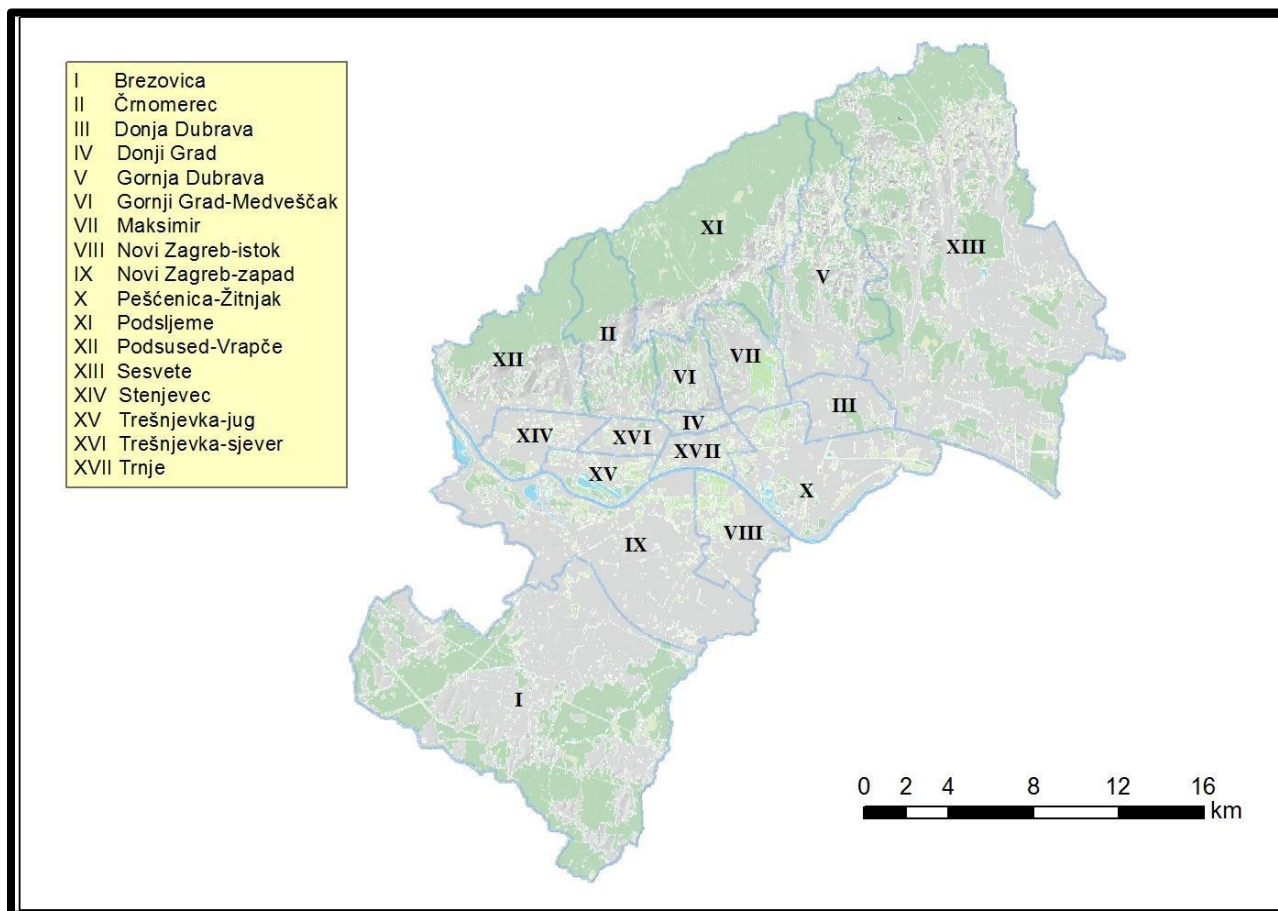 I Brezovica
II Črnomerec
III Donja Dubrava
IV Donji Grad
V Gornja Dubrava
VI Gornji Grad-Medveščak
VII Maksimir
VIII Novi Zagreb-istok
IX Novi Zagreb-zapad
X Pešćenica-Žitnjak
XI Podsljeme
XII Podsused-Vrapče
XIII Sesvete
XIV Stenjevec
XV Trešnjevka-jug
XVI Trešnjevka-sjever
XVII Trnje
XI
XIII
V
II
VII
XII
VI
III
IV
XIV
XVI
XVII
XV
X
VIII
IX
I
0 2 4 8 12 16
km